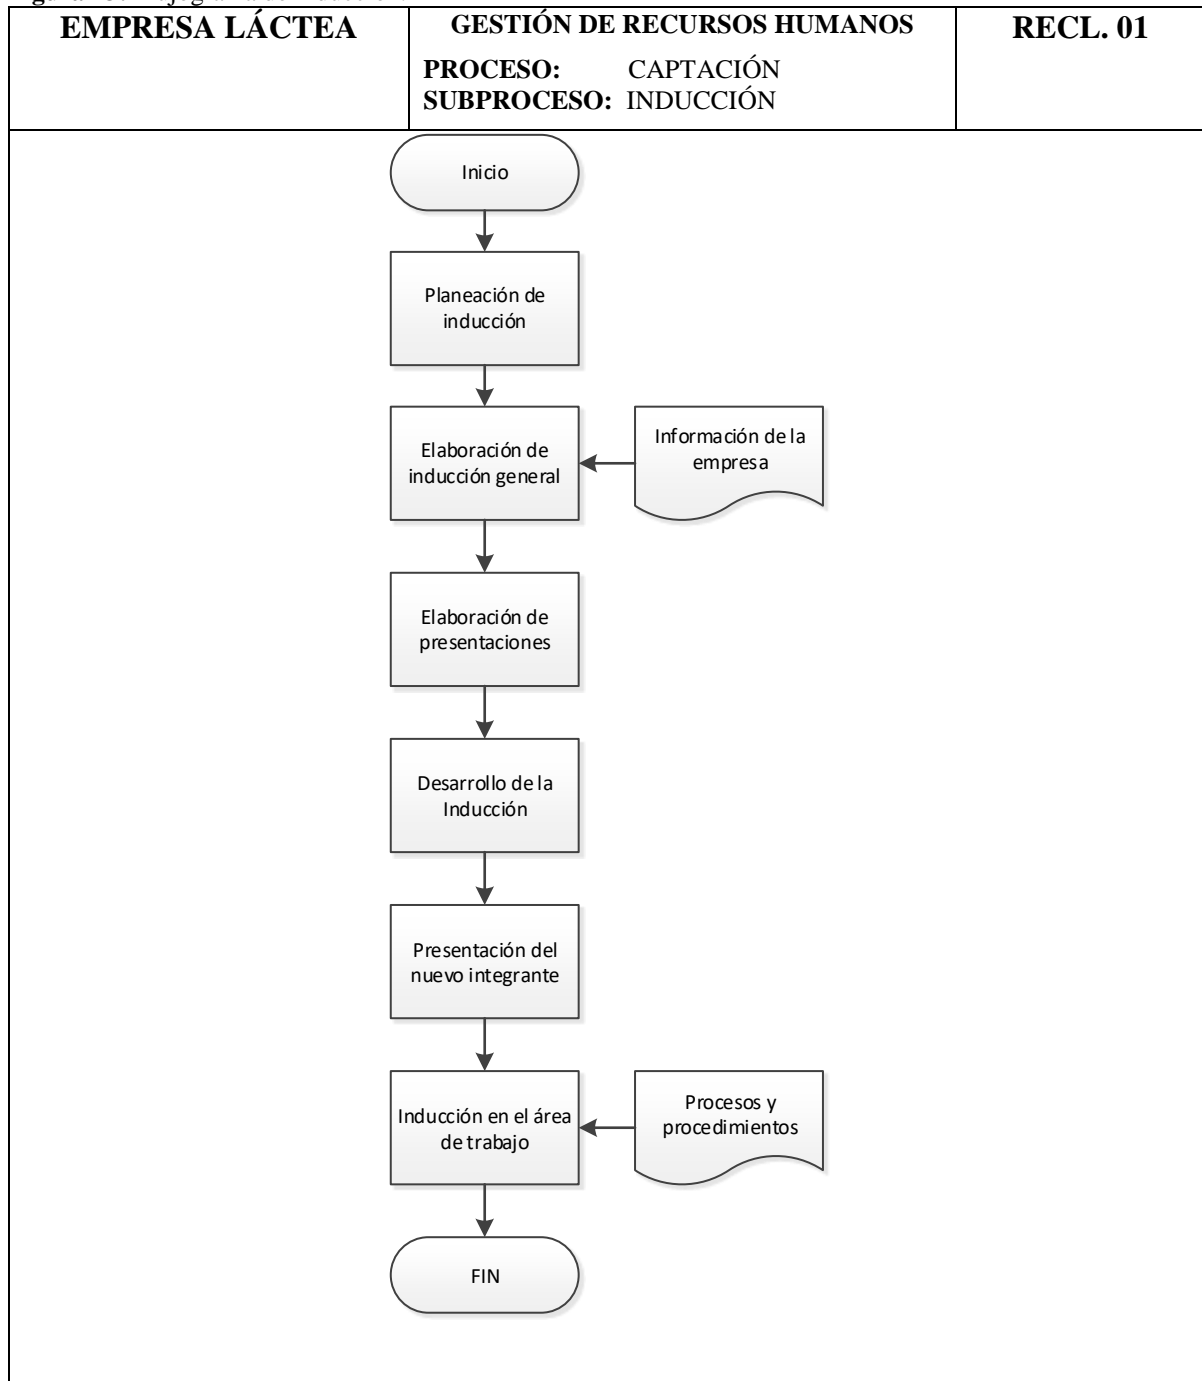 EMPRESA LÁCTEA
GESTIÓN DE RECURSOS HUMANOS
RECL. 01
PROCESO: CAPTACIÓN
SUBPROCESO: INDUCCIÓN
Inicio
Planeación de
inducción
Elaboración de
inducción general
Información de la
empresa
Elaboración de
presentaciones
Desarrollo de la
Inducción
Presentación del
nuevo integrante
Inducción en el área
de trabajo
Procesos y
procedimientos
FIN